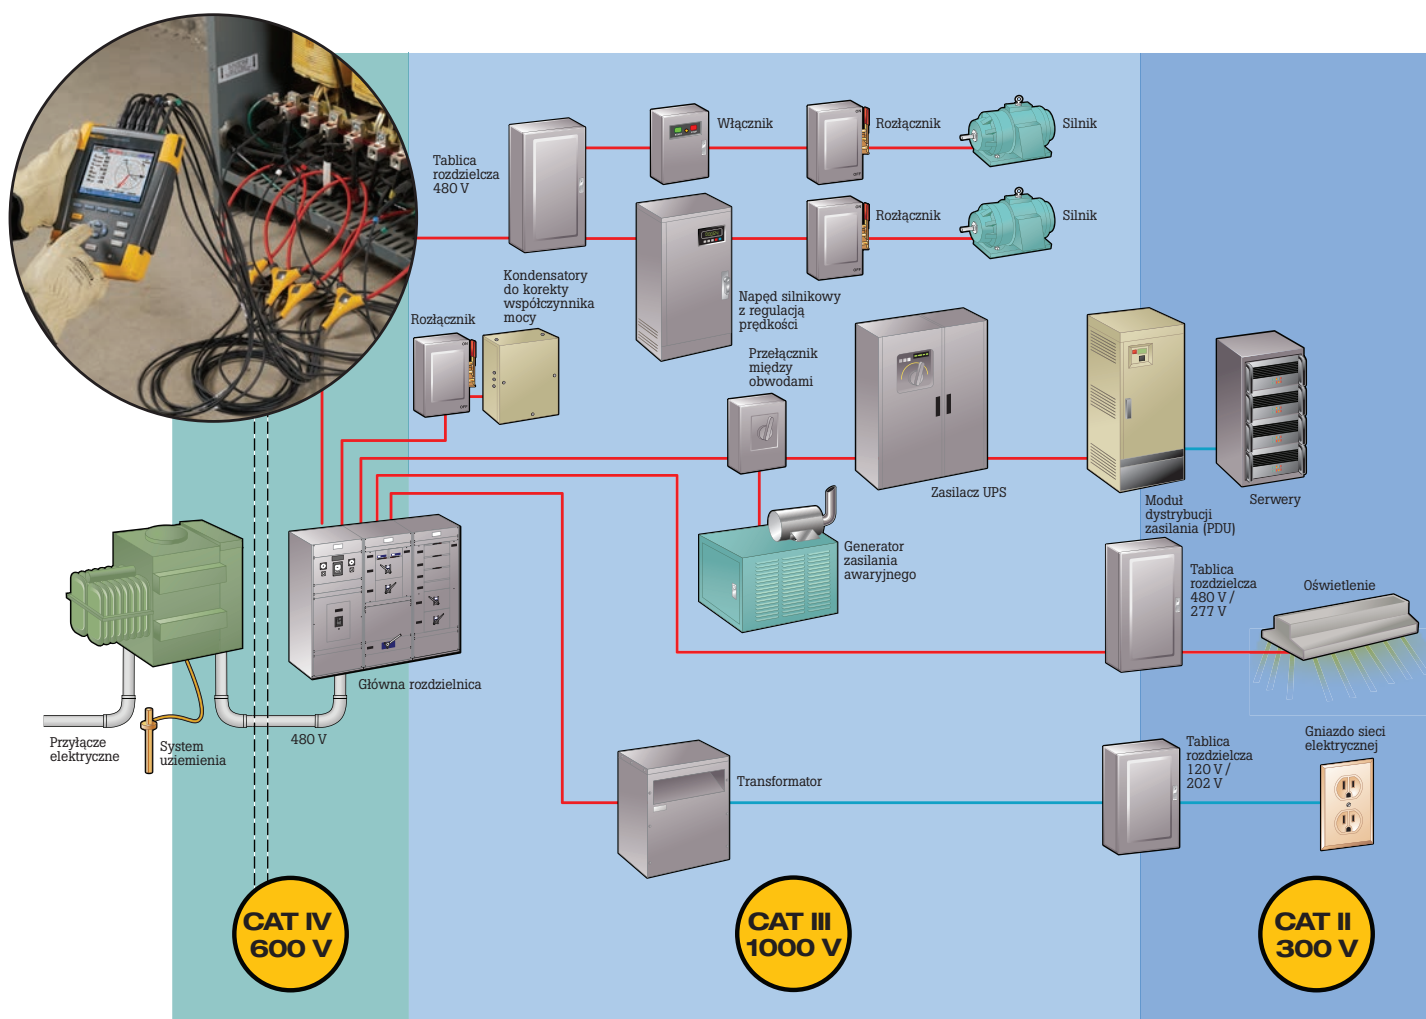 Tablica
rozdzielcza
480 V
Włącznik
Rozłącznik
Silnik
Rozłącznik
Silnik
Napęd silnikowy
z regulacją
prędkości
Kondensatory
do korekty
współczynnika
mocy
Rozłącznik
Przełącznik
między
obwodami
Zasilacz UPS
Moduł
dystrybucji
zasilania (PDU)
Serwery
Generator
zasilania
awaryjnego
Tablica
rozdzielcza
480 V /
277 V
Oświetlenie
Główna rozdzielnica
480 V
Przyłącze
elektryczne
System
uziemienia
Transformator
Tablica
rozdzielcza
120 V /
202 V
Gniazdo sieci
elektrycznej
CAT IV
600 V
CAT III
1000 V
CAT II
300 V